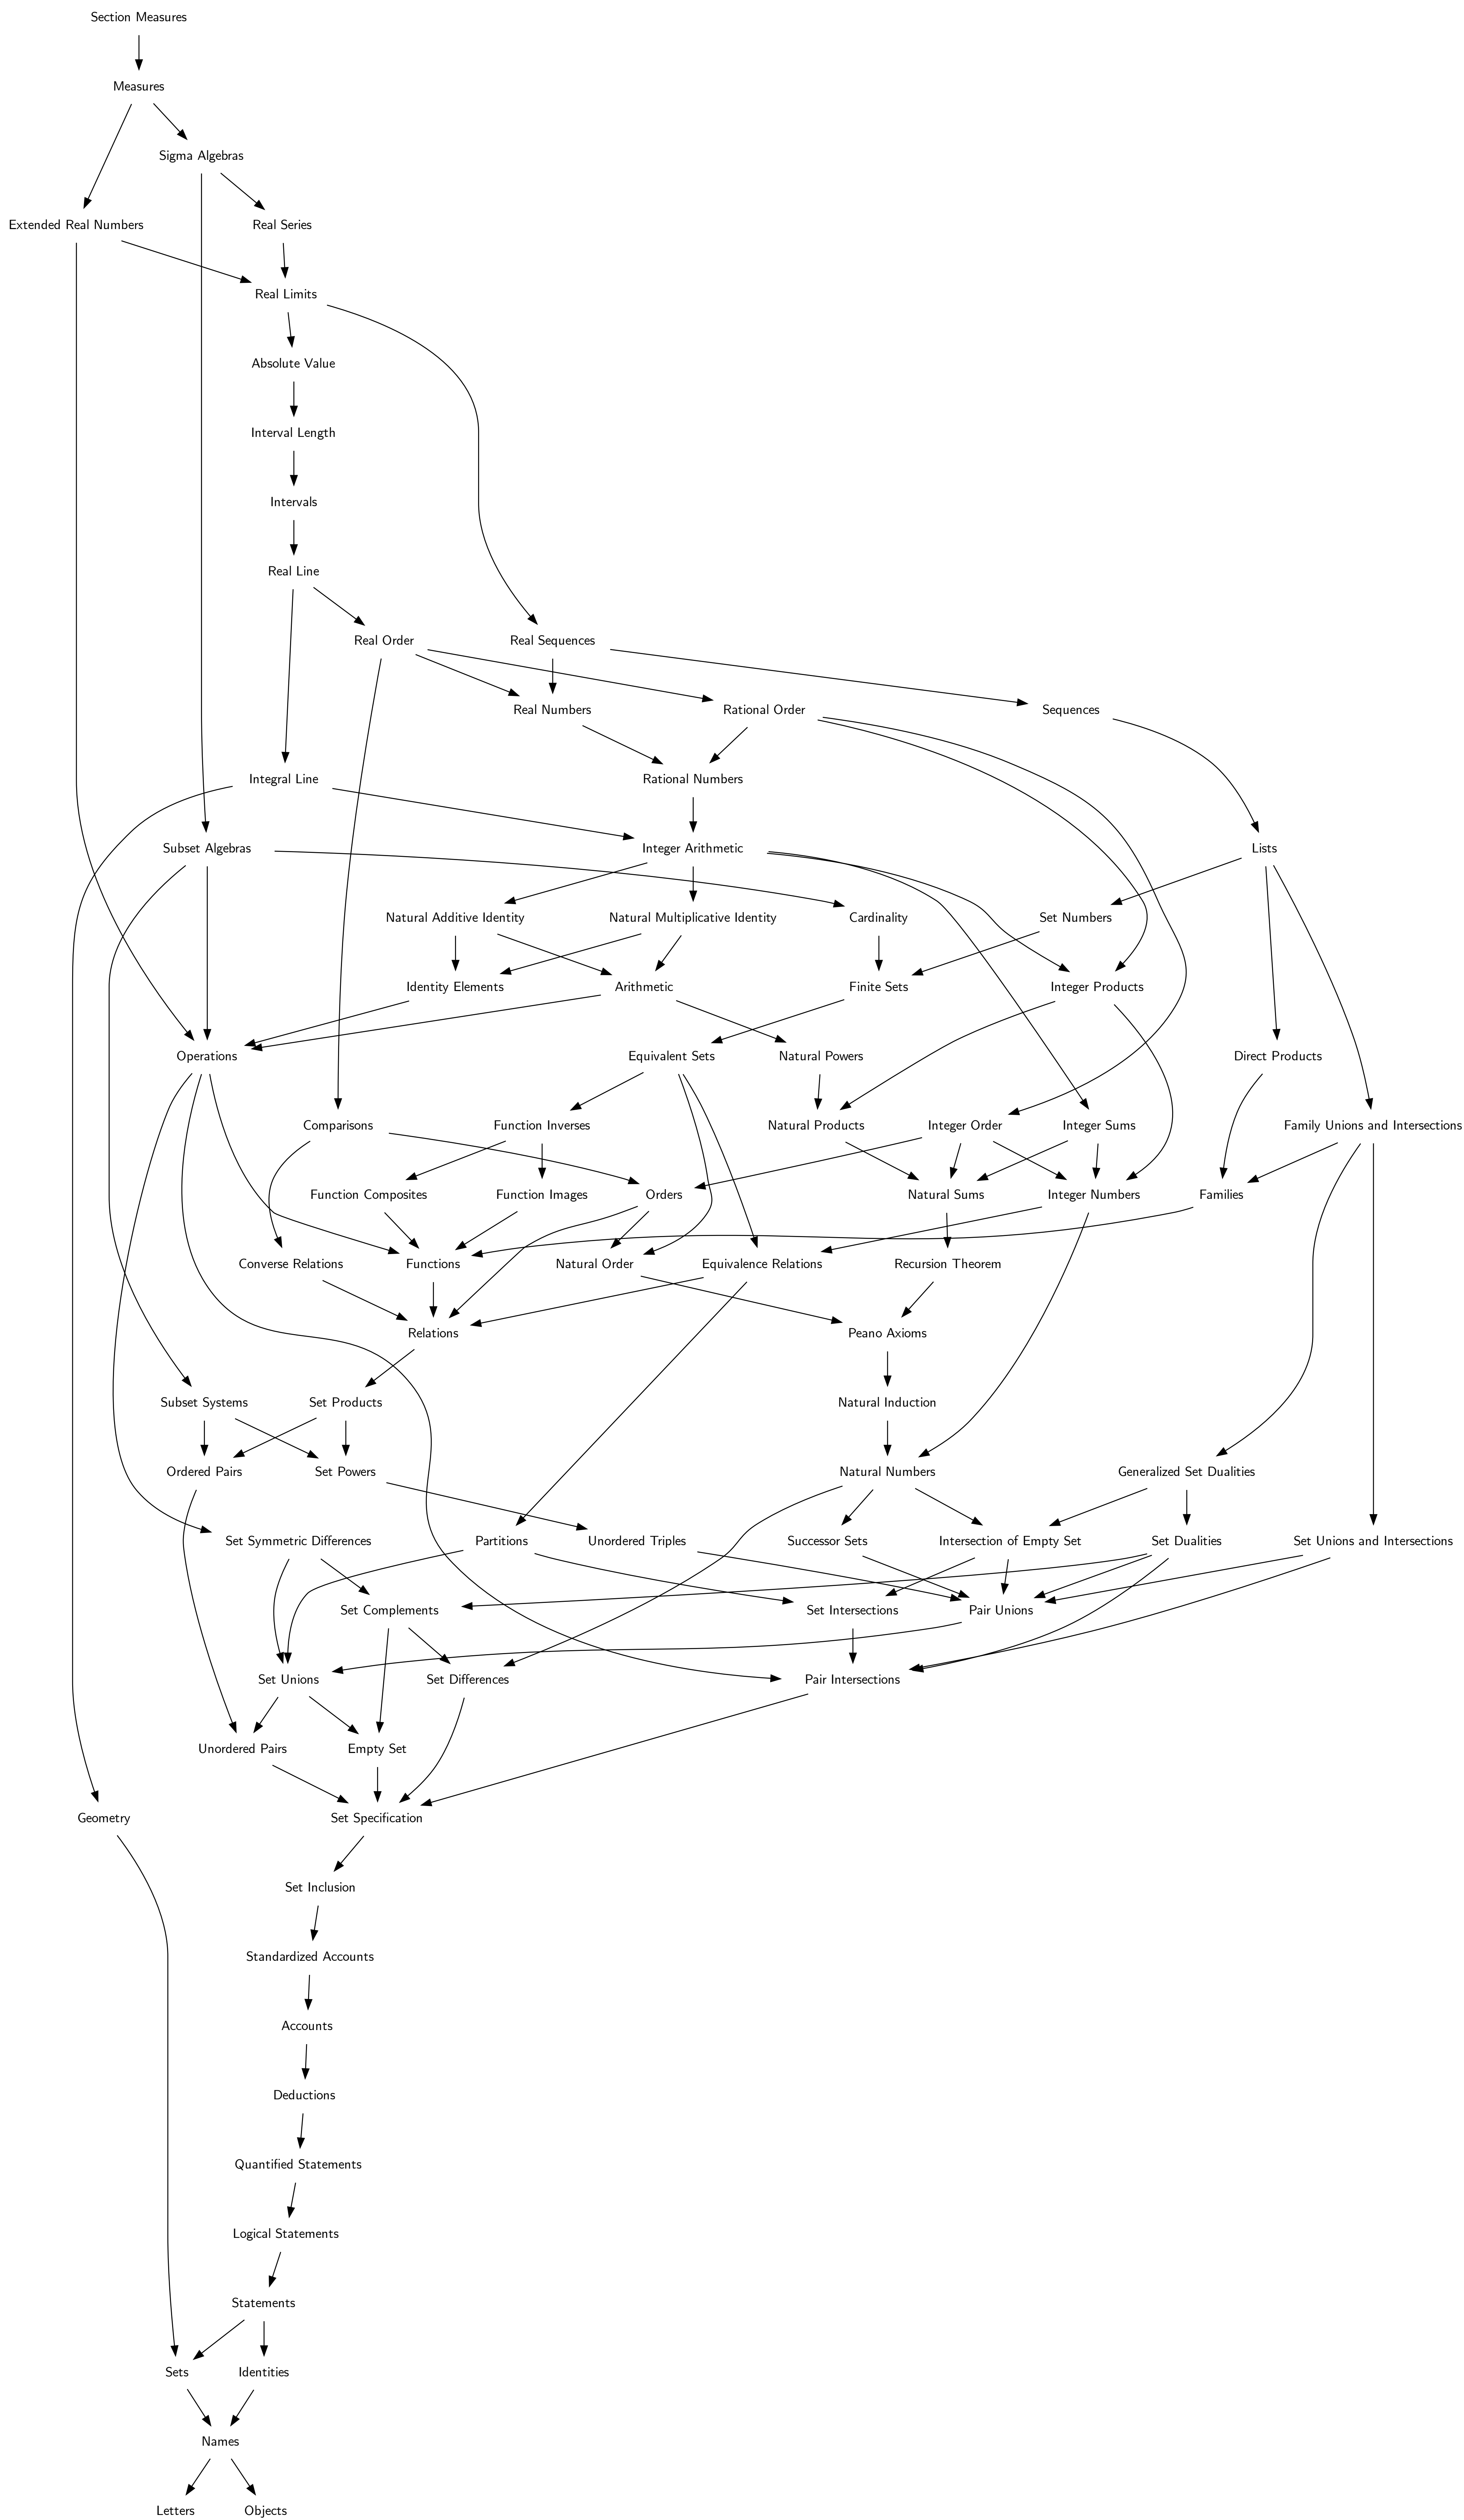 Section Measures
Measures
Sigma Algebras
Extended Real Numbers
Real Series
Real Limits
Absolute Value
Interval Length
Intervals
Real Line
Real Order
Real Sequences
Real Numbers
Rational Order
Sequences
Integral Line
Rational Numbers
Subset Algebras
Integer Arithmetic
Lists
Natural Additive Identity
Natural Multiplicative Identity
Cardinality
Set Numbers
Identity Elements
Arithmetic
Finite Sets
Integer Products
Operations
Equivalent Sets
Natural Powers
Direct Products
Comparisons
Function Inverses
Natural Products
Integer Order
Integer Sums
Family Unions and Intersections
Function Composites
Function Images
Orders
Natural Sums
Integer Numbers
Families
Converse Relations
Functions
Natural Order
Equivalence Relations
Recursion Theorem
Relations
Peano Axioms
Subset Systems
Set Products
Natural Induction
Ordered Pairs
Set Powers
Natural Numbers
Generalized Set Dualities
Set Symmetric Differences
Partitions
Unordered Triples
Successor Sets
Intersection of Empty Set
Set Dualities
Set Unions and Intersections
Set Complements
Set Intersections
Pair Unions
Set Unions
Set Differences
Pair Intersections
Unordered Pairs
Empty Set
Geometry
Set Specification
Set Inclusion
Standardized Accounts
Accounts
Deductions
Quantified Statements
Logical Statements
Statements
Sets
Identities
Names
Letters
Objects